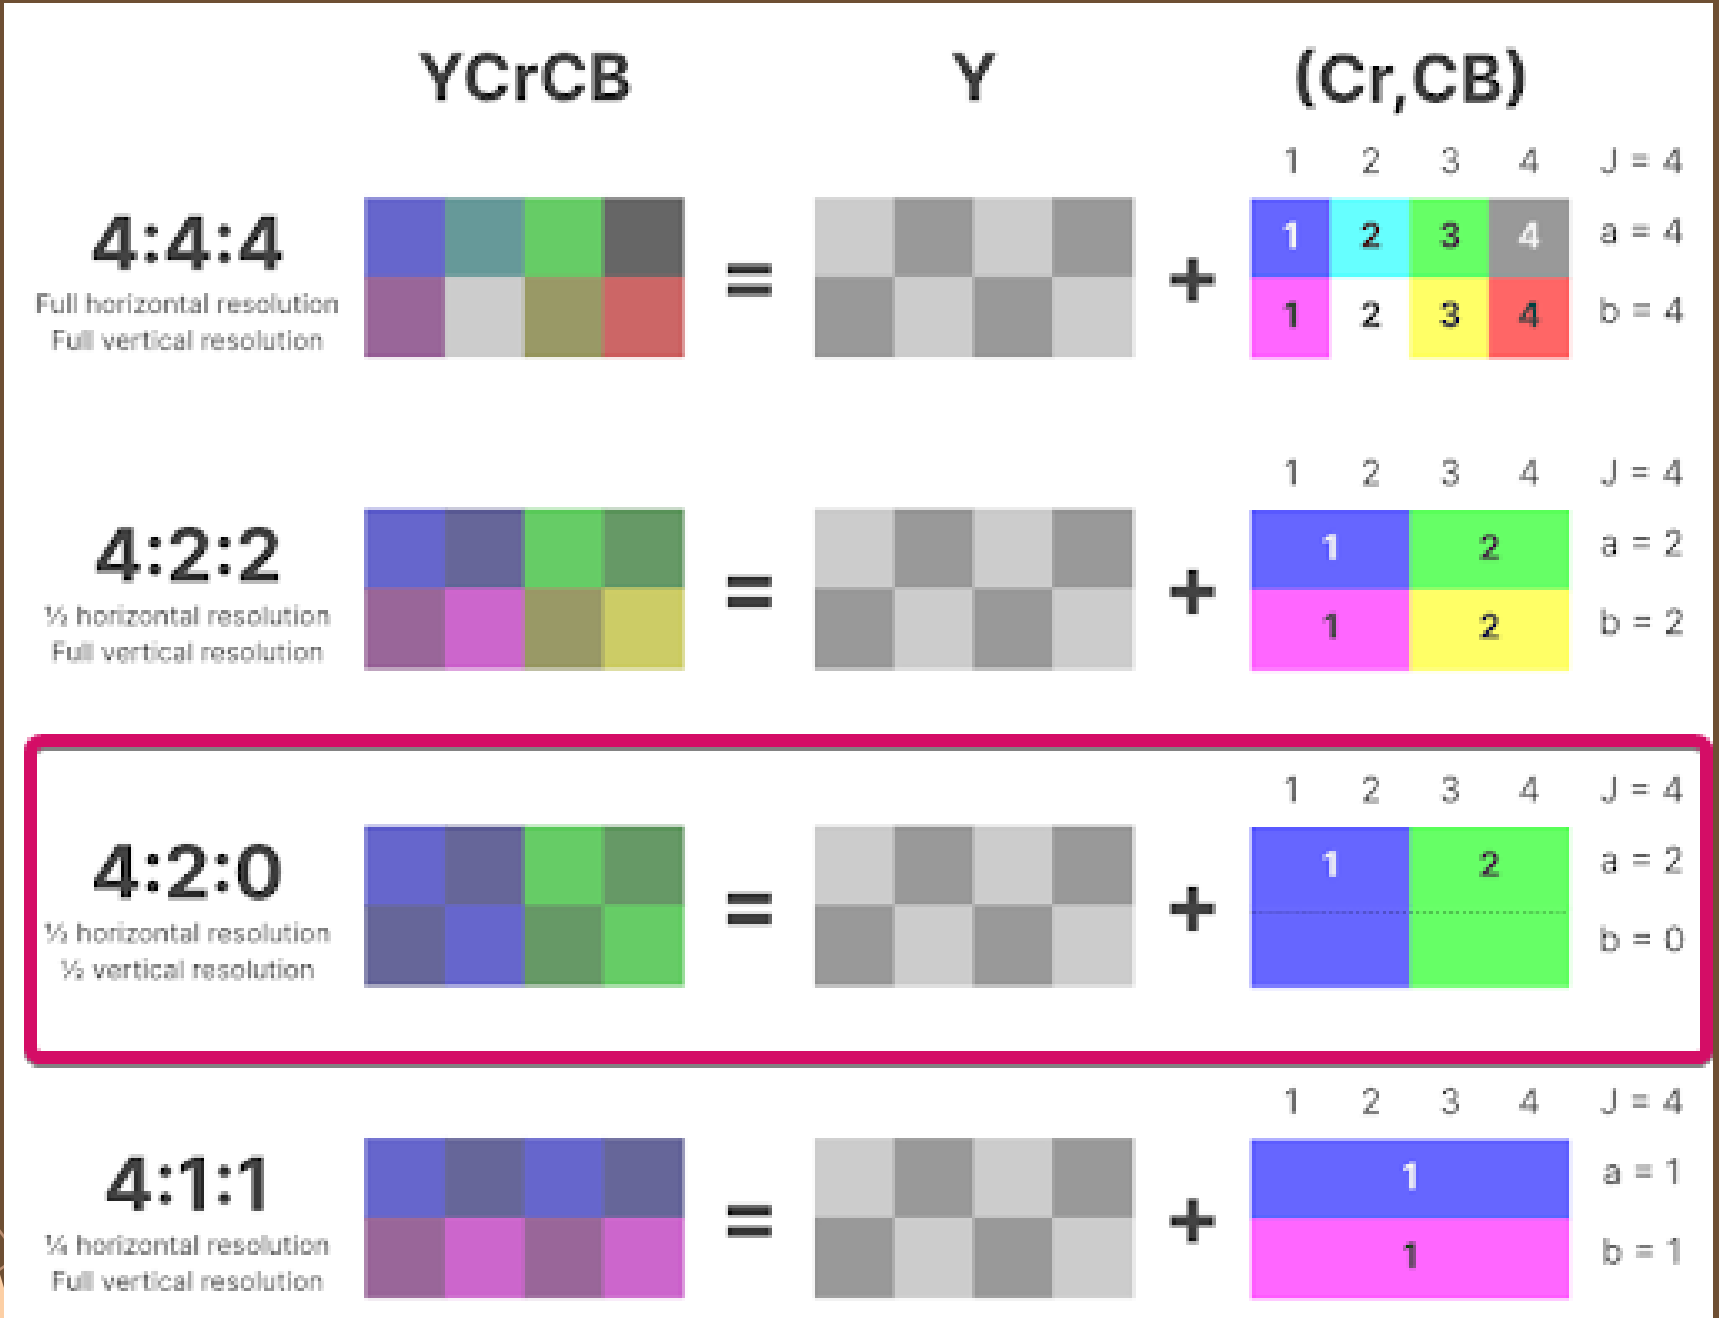 YCrCB Y (Cr,CB)
1 2 3 4 J = 4
4:4:4 = + 1 2 3 4 a = 4
Full horizontal resolution 1 2 3 4 b = 4
Full vertical resolution
1 2 3 4 J = 4
4:2:2 = + 1 2 a = 2
½ horizontal resolution 1 2 b = 2
Full vertical resolution
1 2 3 4 J = 4
4:2:0 = + 1 2 a = 2
½ horizontal resolution b = 0
½ vertical resolution
1 2 3 4 J = 4
4:1:1 = + 1 a = 1
¼ horizontal resolution 1 b = 1
Full vertical resolution